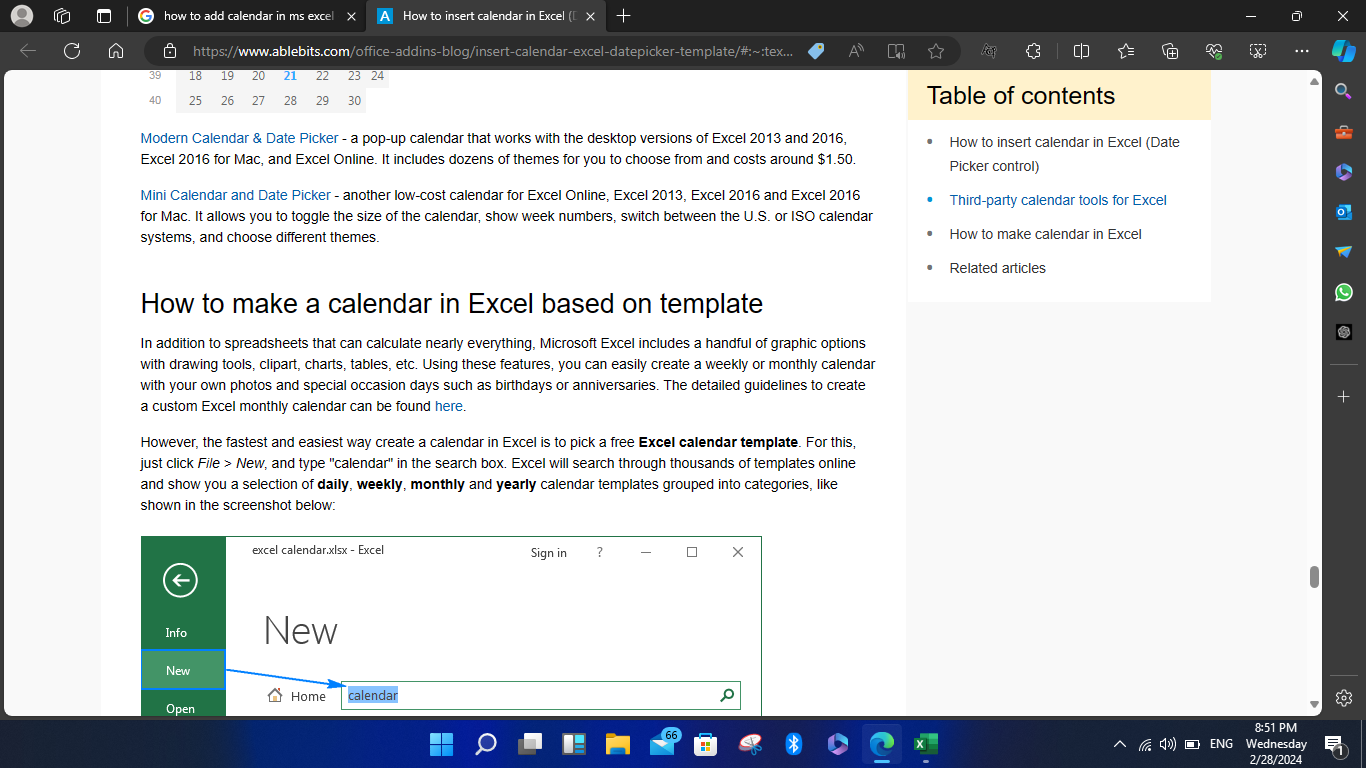 how to add calendar in ms excel
How to insert calendar in Excel (D
https://www.ablebits.com/office-addins-blog/insert-calendar-excel-datepicker-template/#:~:tex...
39 18 19 20 21 22 23 24
40 25 26 27 28 29 30
Modern Calendar & Date Picker - a pop-up calendar that works with the desktop versions of Excel 2013 and 2016,
Excel 2016 for Mac, and Excel Online. It includes dozens of themes for you to choose from and costs around $1.50.
Mini Calendar and Date Picker - another low-cost calendar for Excel Online, Excel 2013, Excel 2016 and Excel 2016
for Mac. It allows you to toggle the size of the calendar, show week numbers, switch between the U.S. or ISO calendar
systems, and choose different themes.
How to make a calendar in Excel based on template
In addition to spreadsheets that can calculate nearly everything, Microsoft Excel includes a handful of graphic options
with drawing tools, clipart, charts, tables, etc. Using these features, you can easily create a weekly or monthly calendar
with your own photos and special occasion days such as birthdays or anniversaries. The detailed guidelines to create
a custom Excel monthly calendar can be found here.
However, the fastest and easiest way create a calendar in Excel is to pick a free Excel calendar template. For this,
just click File > New, and type "calendar" in the search box. Excel will search through thousands of templates online
and show you a selection of daily, weekly, monthly and yearly calendar templates grouped into categories, like
shown in the screenshot below:
excel calendar.xlsx - Excel
Sign in ?
New
Info
New
Open
Home
calendar
Table of contents
How to insert calendar in Excel (Date
Picker control)
Third-party calendar tools for Excel
How to make calendar in Excel
Related articles
66
ENG
8:51 PM
Wednesday
2/28/2024
1